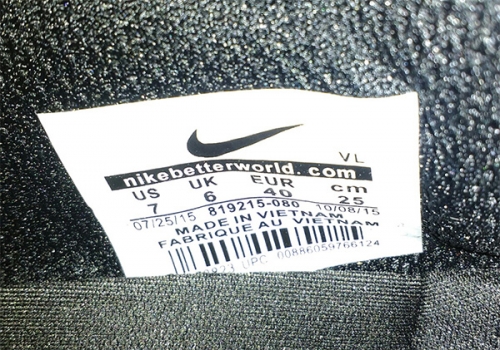 VL
nikebetterworld. com
US UK EUR cm
7 6 40 25
07/25/15 819215-080 10/08/15
MADE IN VIETNAM
FABRIQUE AU VIETNAM
UPC 00886059766124